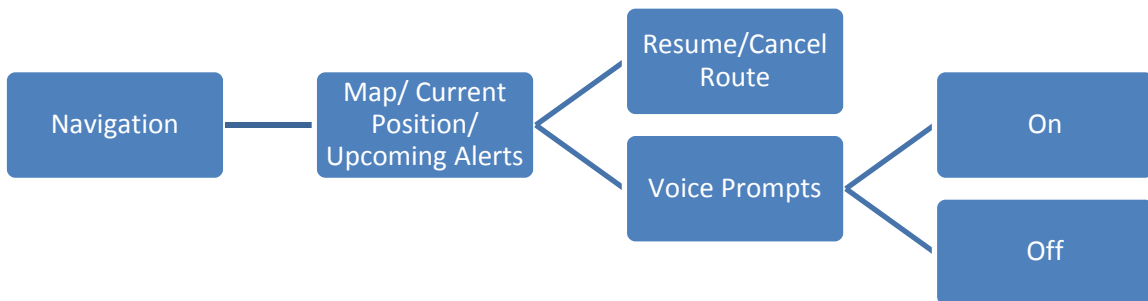 Navigation
Map/ Current
Position/
Upcoming Alerts
Resume/Cancel
Route
Voice Prompts
On
Off